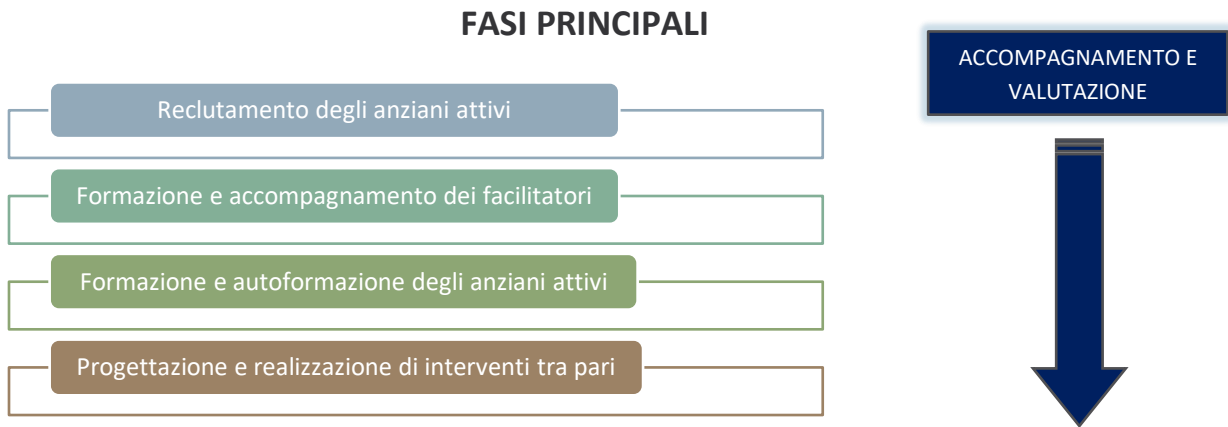 FASI PRINCIPALI
ACCOMPAGNAMENTO E
VALUTAZIONE
Reclutamento degli anziani attivi
Formazione e accompagnamento dei facilitatori
Formazione e autoformazione degli anziani attivi
Progettazione e realizzazione di interventi tra pari